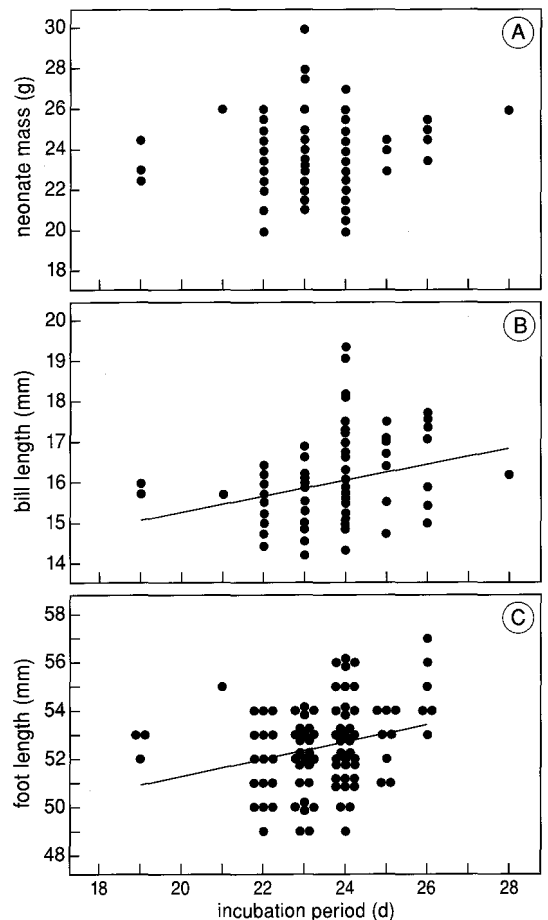 A
30
28
26
24
22
20
18
neonate mass (g)
B
20
19
18
17
16
15
14
bill length (mm)
C
58
56
54
52
50
48
foot length (mm)
18 20 22 24 26 28
incubation period (d)